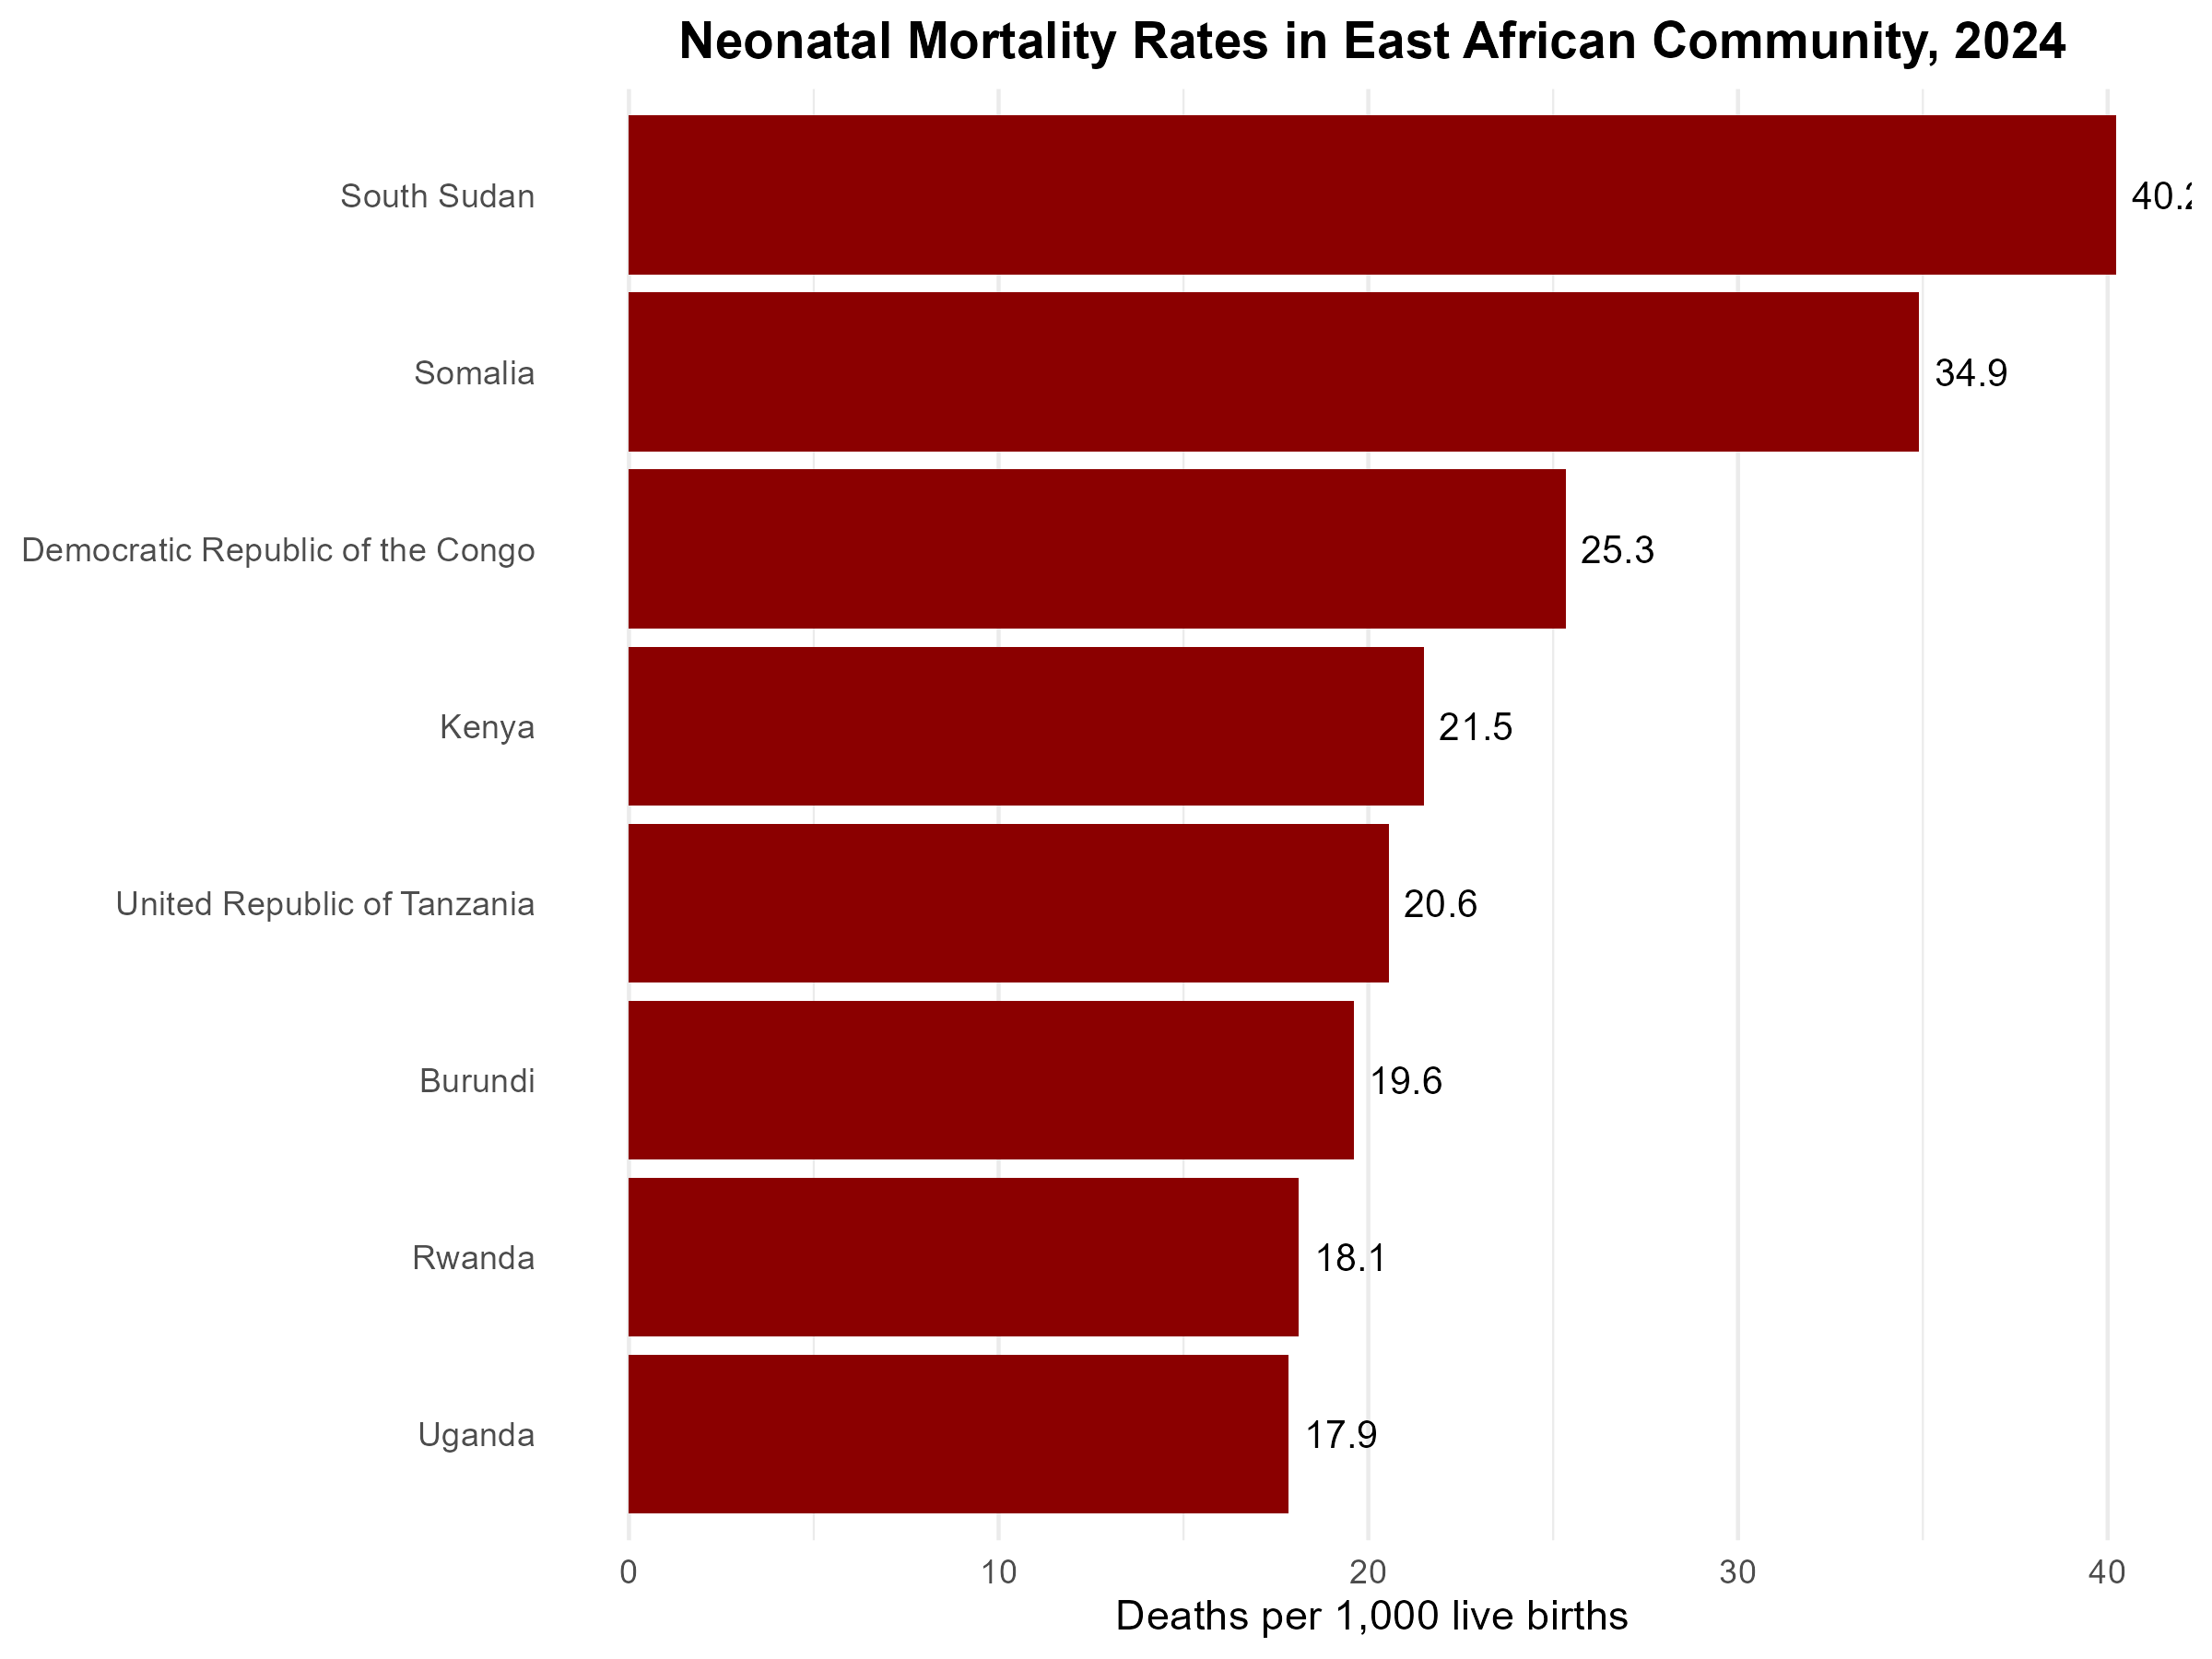 Neonatal Mortality Rates in East African Community, 2024
South Sudan 40.2
Somalia 34.9
Democratic Republic of the Congo 25.3
Kenya 21.5
United Republic of Tanzania 20.6
Burundi 19.6
Rwanda 18.1
Uganda 17.9
0 10 20 30 40
Deaths per 1,000 live births